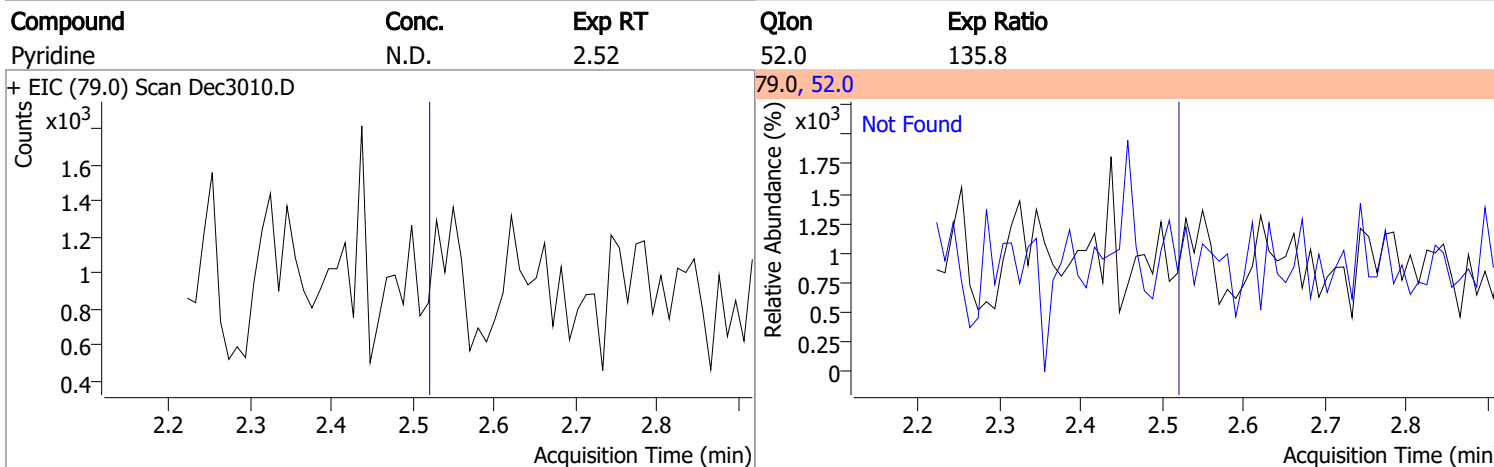 Compound Conc. Exp RT QIon Exp Ratio
Pyridine N.D. 2.52 52.0 135.8
+ EIC (79.0) Scan Dec3010.D
Counts
x10³
1.6
1.4
1.2
1
0.8
0.6
0.4
2.2 2.3 2.4 2.5 2.6 2.7 2.8
Acquisition Time (min)
79.0, 52.0
Relative Abundance (%)
x10³
Not Found
1.75
1.5
1.25
1
0.75
0.5
0.25
0
2.2 2.3 2.4 2.5 2.6 2.7 2.8
Acquisition Time (min